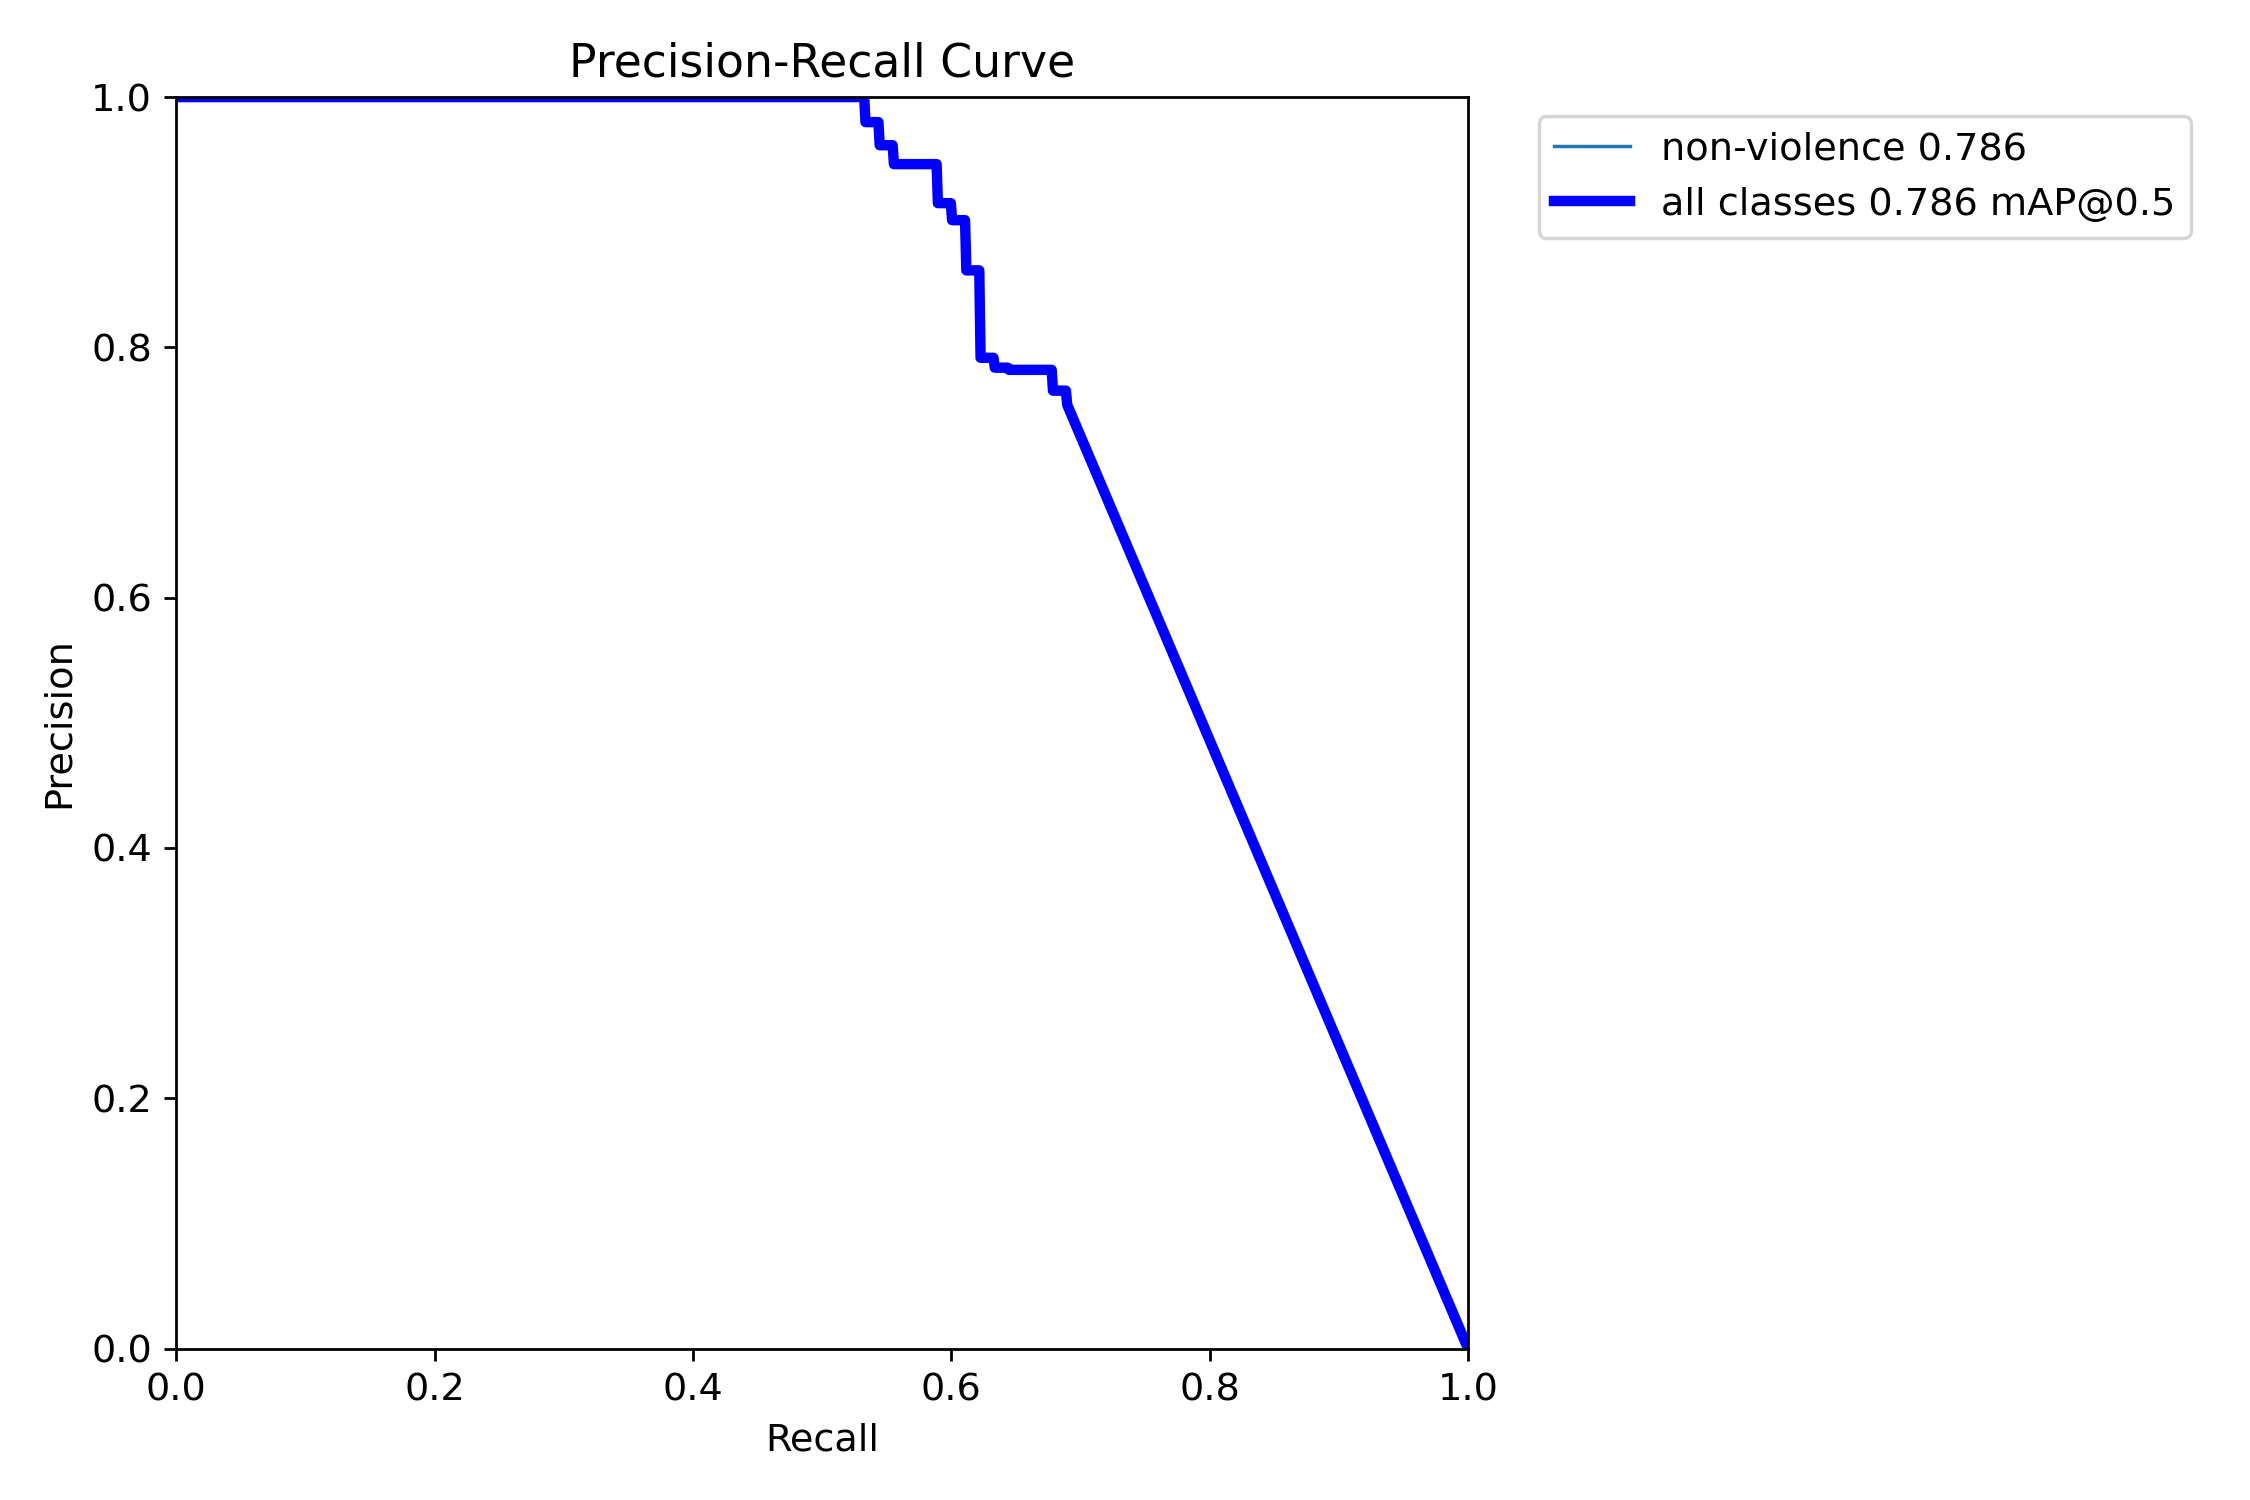 Precision-Recall Curve
1.0
0.8
0.6
0.4
0.2
0.0
Precision
0.0 0.2 0.4 0.6 0.8 1.0
Recall
non-violence 0.786
all classes 0.786 mAP@0.5